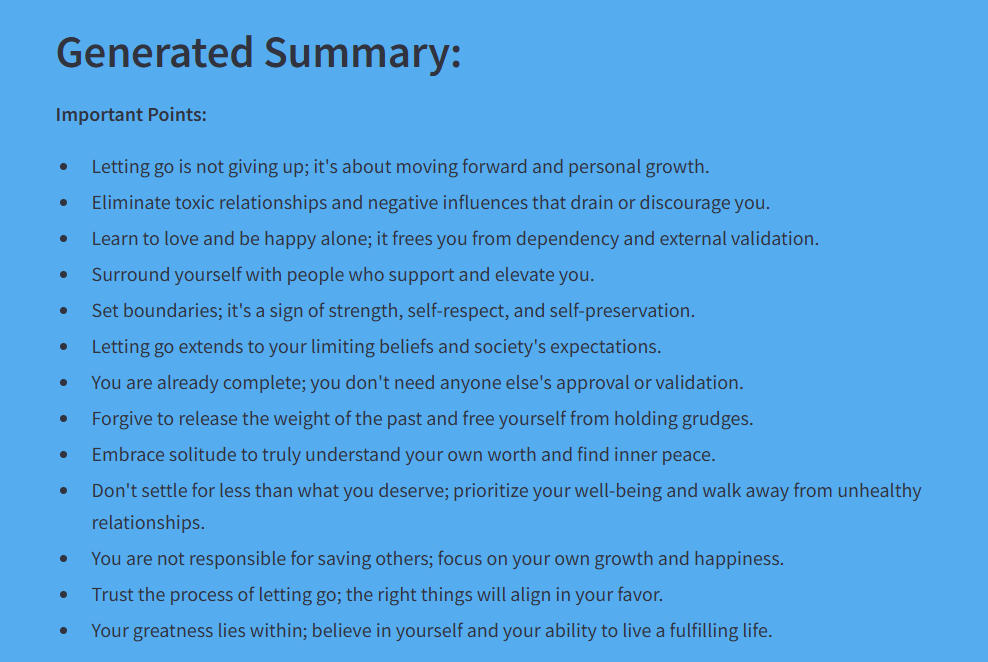 Generated Summary:
Important Points:
• Letting go is not giving up; it's about moving forward and personal growth.
• Eliminate toxic relationships and negative influences that drain or discourage you.
• Learn to love and be happy alone; it frees you from dependency and external validation.
• Surround yourself with people who support and elevate you.
• Set boundaries; it's a sign of strength, self-respect, and self-preservation.
• Letting go extends to your limiting beliefs and society's expectations.
• You are already complete; you don't need anyone else's approval or validation.
• Forgive to release the weight of the past and free yourself from holding grudges.
• Embrace solitude to truly understand your own worth and find inner peace.
• Don't settle for less than what you deserve; prioritize your well-being and walk away from unhealthy
relationships.
• You are not responsible for saving others; focus on your own growth and happiness.
• Trust the process of letting go; the right things will align in your favor.
• Your greatness lies within; believe in yourself and your ability to live a fulfilling life.